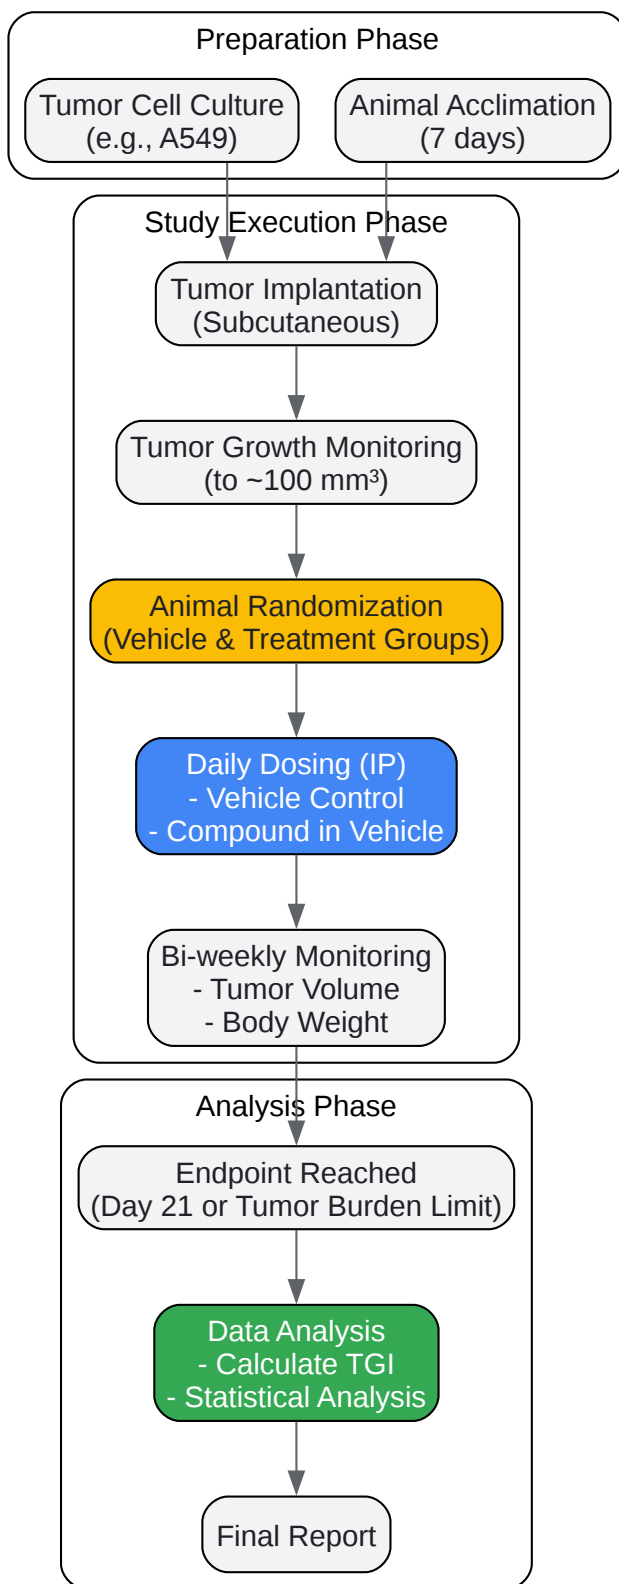 Preparation Phase
Tumor Cell Culture
(e.g., A549)
Animal Acclimation
(7 days)
Study Execution Phase
Tumor Implantation
(Subcutaneous)
Tumor Growth Monitoring
(to ~100 mm³)
Animal Randomization
(Vehicle & Treatment Groups)
Daily Dosing (IP)
- Vehicle Control
- Compound in Vehicle
Bi-weekly Monitoring
- Tumor Volume
- Body Weight
Analysis Phase
Endpoint Reached
(Day 21 or Tumor Burden Limit)
Data Analysis
- Calculate TGI
- Statistical Analysis
Final Report